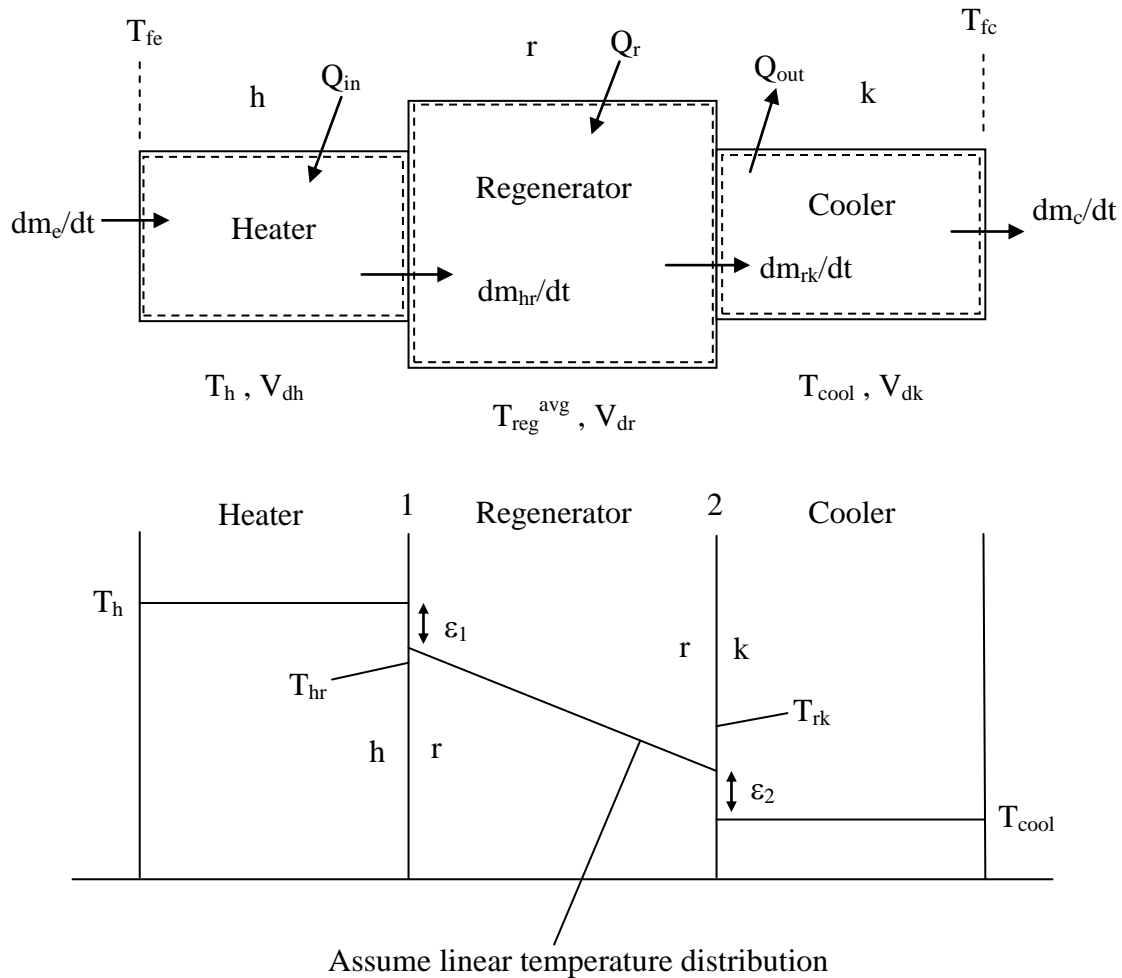 T_fe
r
Q_r
T_fc
Q_in
Q_out
h
k
Regenerator
Cooler
Heater
dm_e/dt
dm_c/dt
dm_hr/dt
dm_rk/dt
T_h , V_dh
T_reg^avg , V_dr
T_cool , V_dk
Heater
1
Regenerator
2
Cooler
T_h
ε_1
r
k
T_hr
T_rk
h
r
ε_2
T_cool
Assume linear temperature distribution